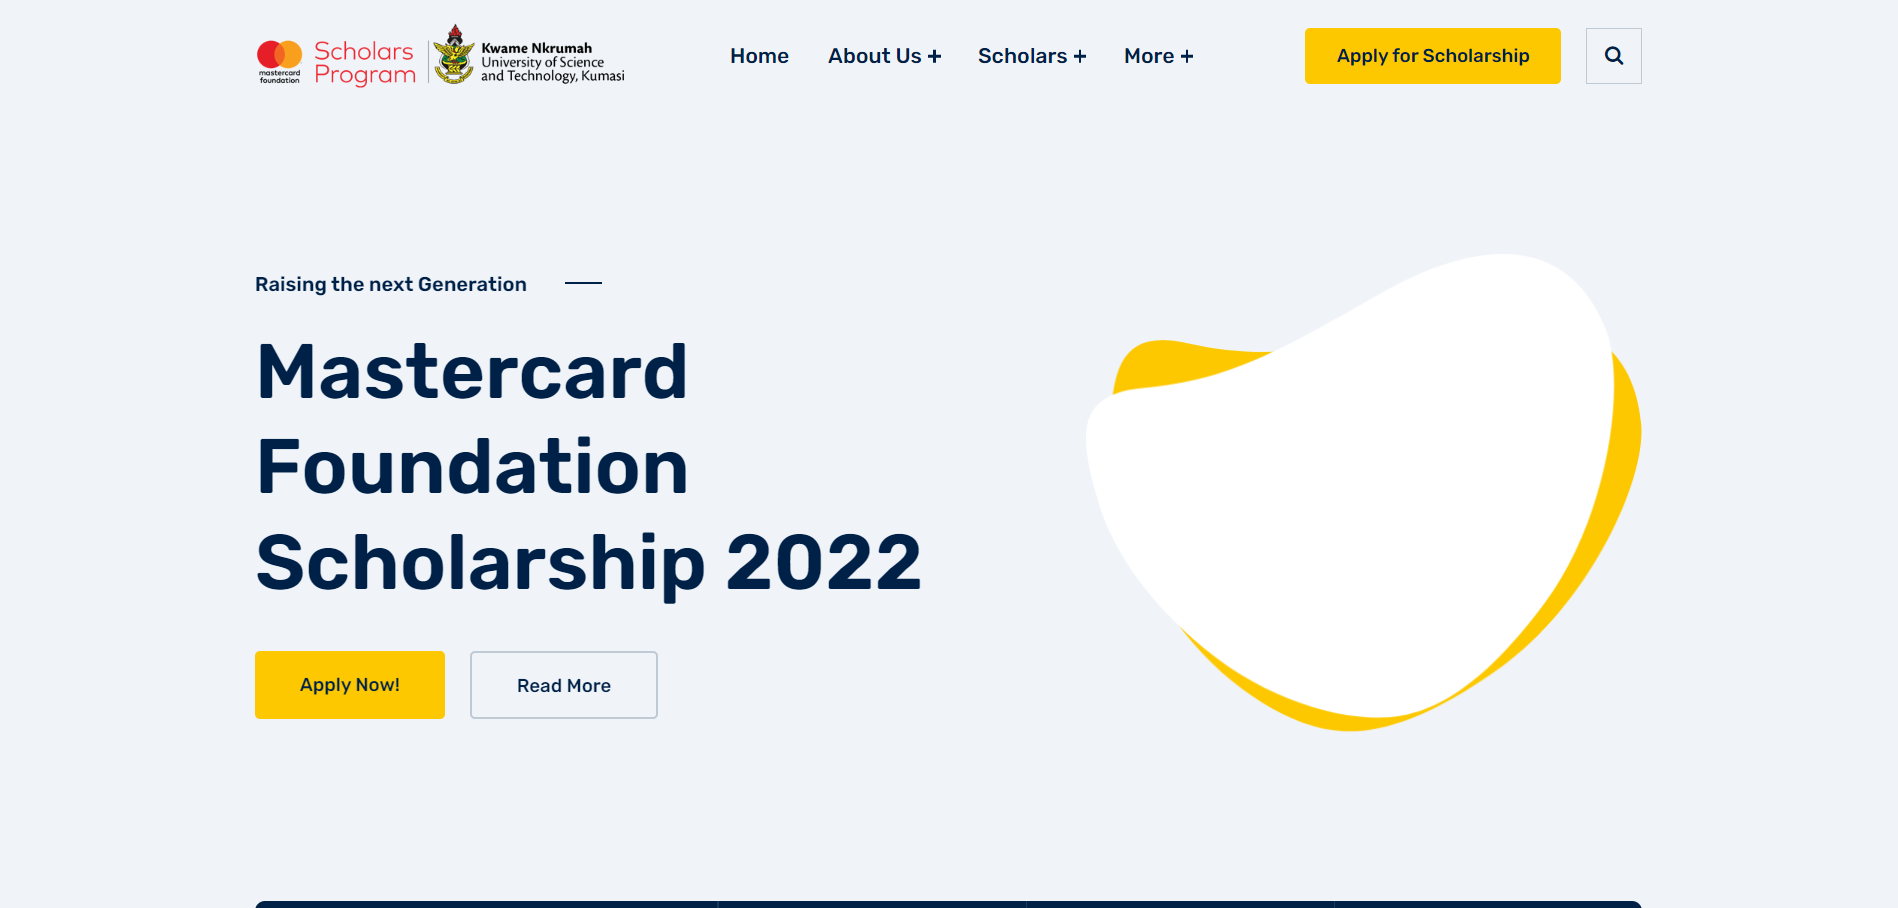 mastercard
foundation
Scholars
Program
Kwame Nkrumah
University of Science
and Technology, Kumasi
Home
About Us +
Scholars +
More +
Apply for Scholarship
Raising the next Generation
Mastercard
Foundation
Scholarship 2022
Apply Now!
Read More